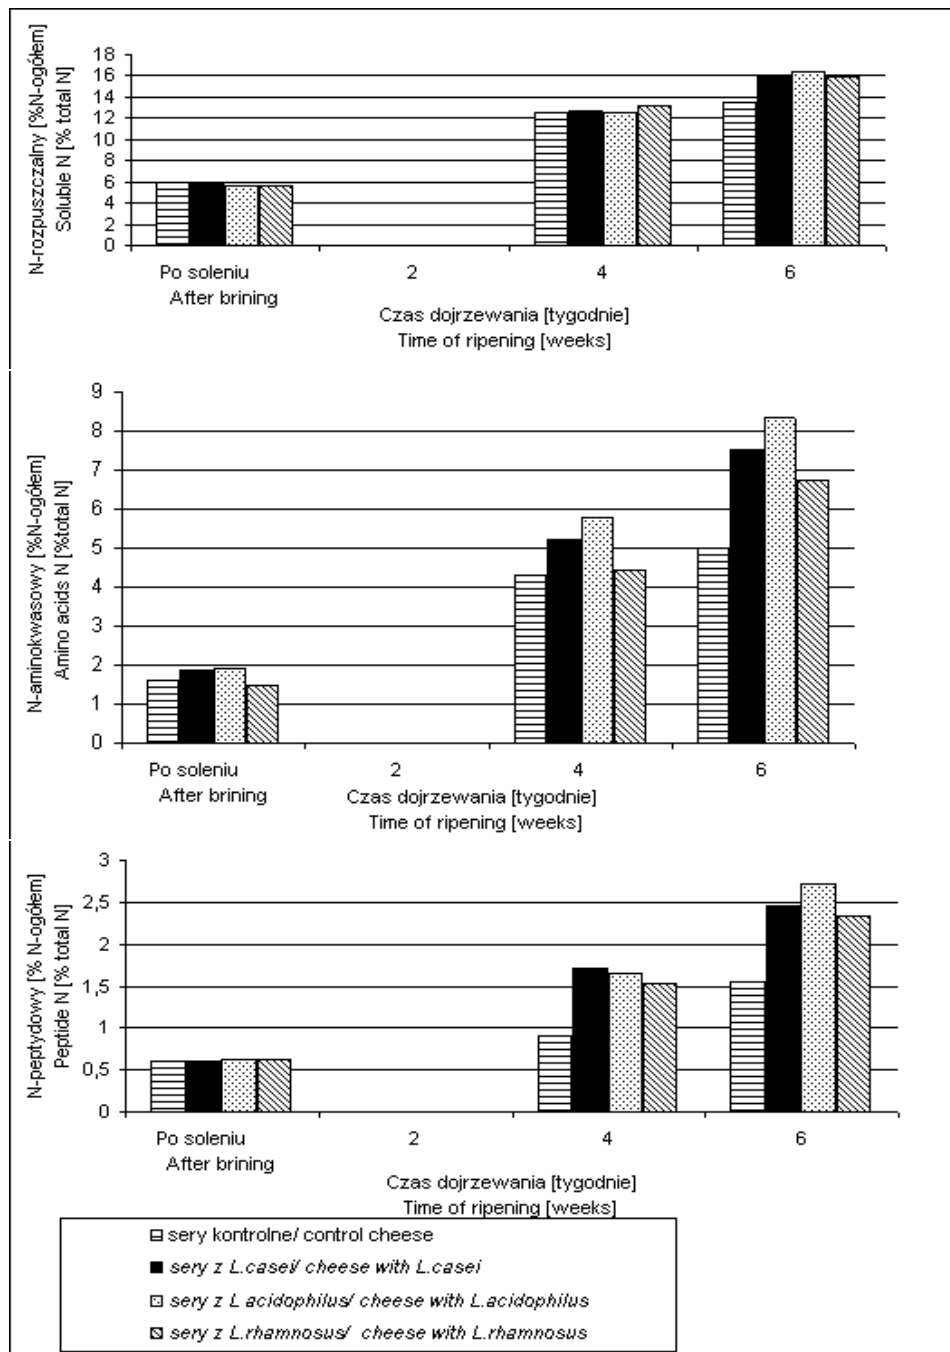 N-rozpuszczalny [%N-ogółem]
Soluble N [% total N]
18
16
14
12
10
8
6
4
2
0
Po soleniu 2 4 6
After brining
Czas dojrzewania [tygodnie]
Time of ripening [weeks]
N-aminokwasowy [%N-ogółem]
Amino acids N [%total N]
9
8
7
6
5
4
3
2
1
0
Po soleniu 2 4 6
After brining
Czas dojrzewania [tygodnie]
Time of ripening [weeks]
N-peptydowy [% N-ogółem]
Peptide N [% total N]
3
2,5
2
1,5
1
0,5
0
Po soleniu 2 4 6
After brining
Czas dojrzewania [tygodnie]
Time of ripening [weeks]
sery kontrolne/ control cheese
sery z L.casei/ cheese with L.casei
sery z L.acidophilus/ cheese with L.acidophilus
sery z L.rhamnosus/ cheese with L.rhamnosus